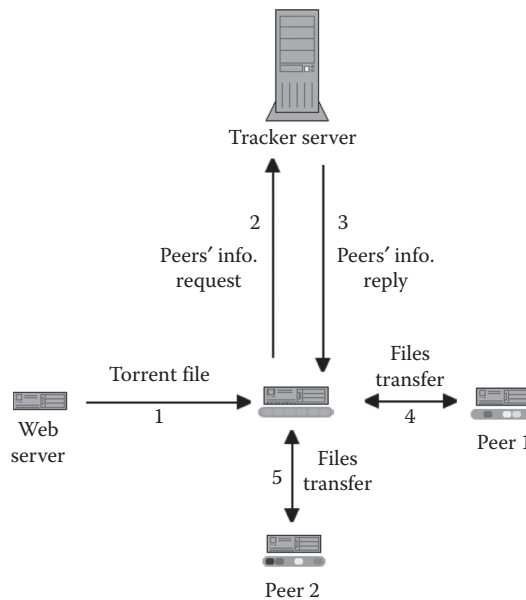 Tracker server
2
3
Peers′ info.
request
Peers′ info.
reply
Torrent file
1
Web
server
Files
transfer
4
Peer 1
5
Files
transfer
Peer 2